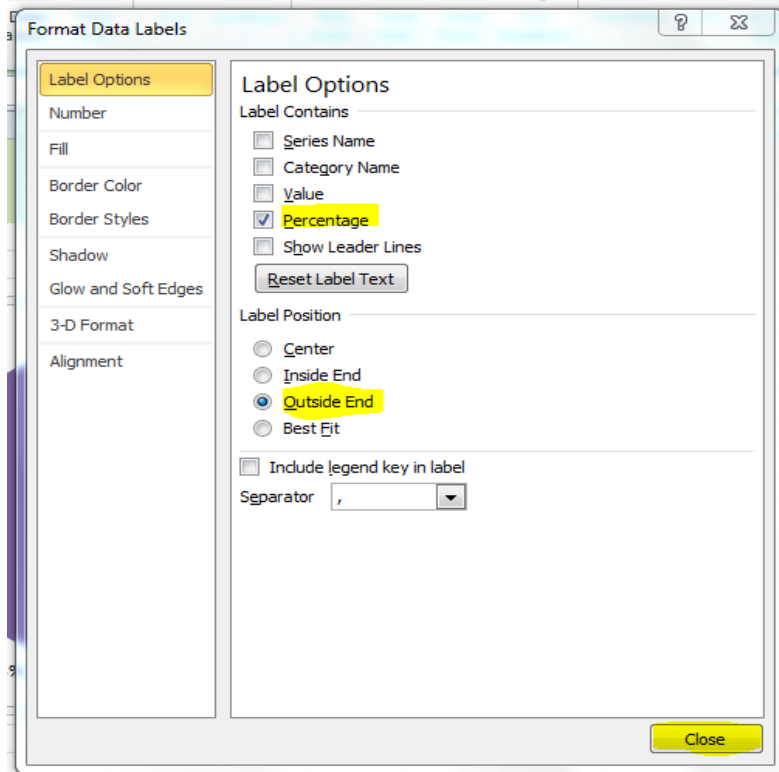 Format Data Labels
Label Options
Number
Fill
Border Color
Border Styles
Shadow
Glow and Soft Edges
3-D Format
Alignment
Label Options
Label Contains
Series Name
Category Name
Value
Percentage
Show Leader Lines
Reset Label Text
Label Position
Center
Inside End
Outside End
Best Fit
Include legend key in label
Separator ,
Close